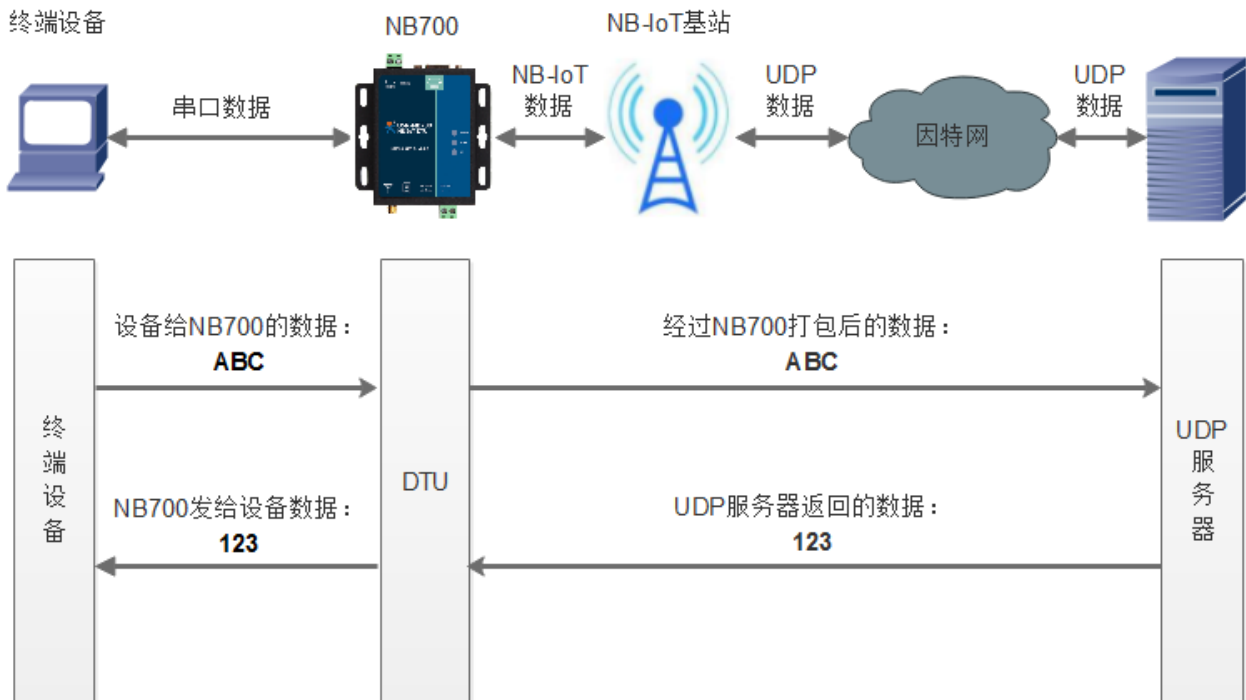 终端设备
NB700
NB-IoT基站
串口数据
NB-IoT
数据
UDP
数据
因特网
UDP
数据
设备给NB700的数据：
ABC
经过NB700打包后的数据：
ABC
终
端
设
备
DTU
UDP
服
务
器
NB700发给设备数据：
123
UDP服务器返回的数据：
123